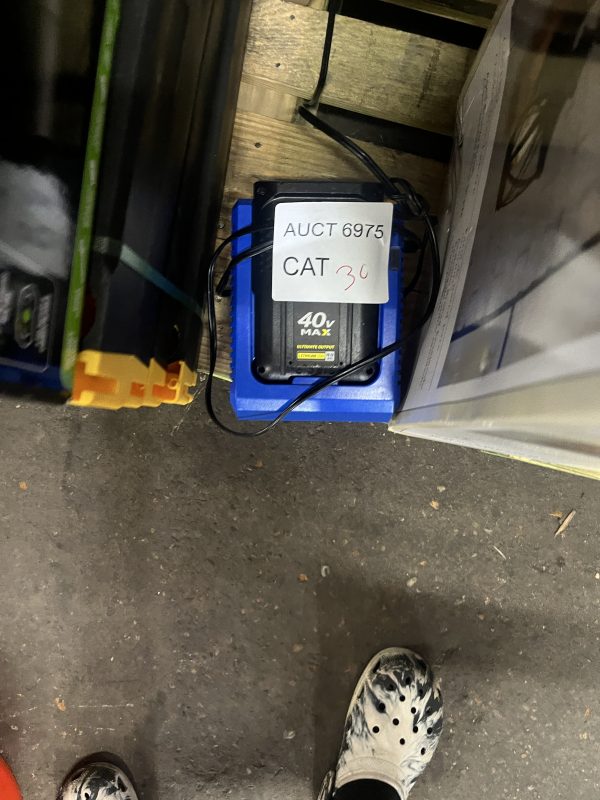 AUCT 6975
CAT 30
40V
MAX
ULTIMATE OUTPUT